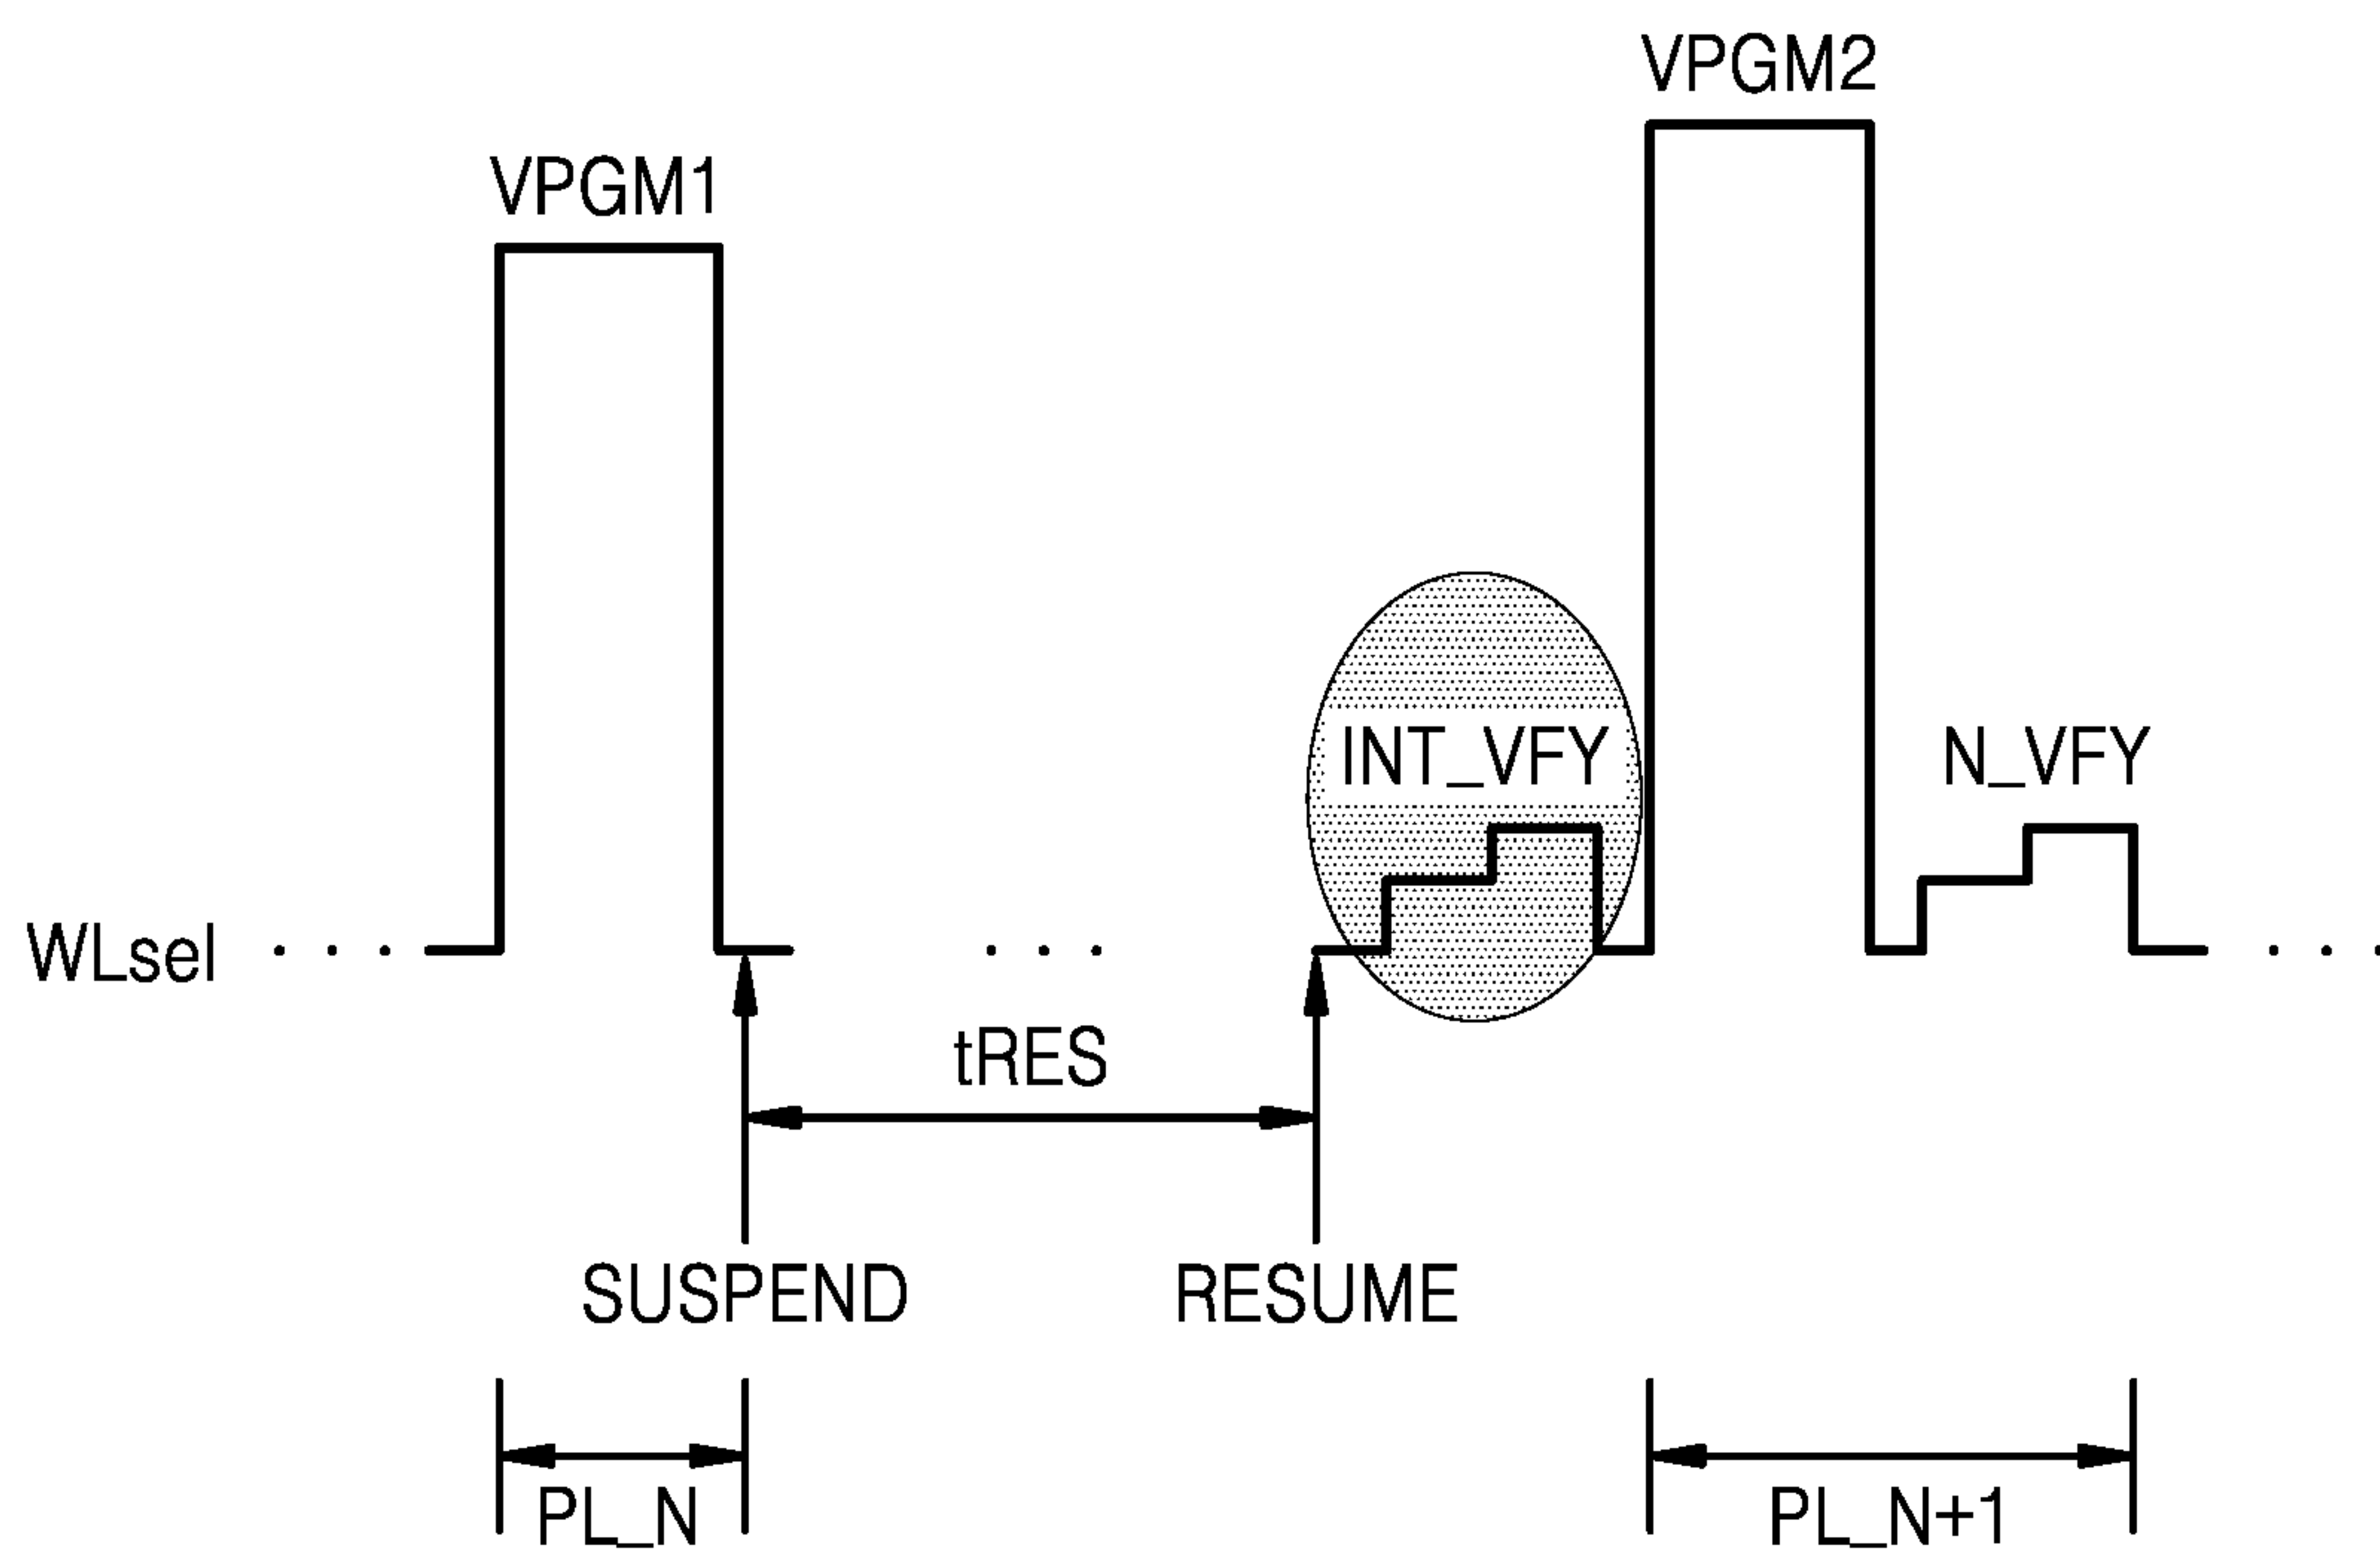 VPGM2
VPGM1
INT_VFY
N_VFY
WLsel
tRES
SUSPEND
RESUME
PL_N
PL_N+1